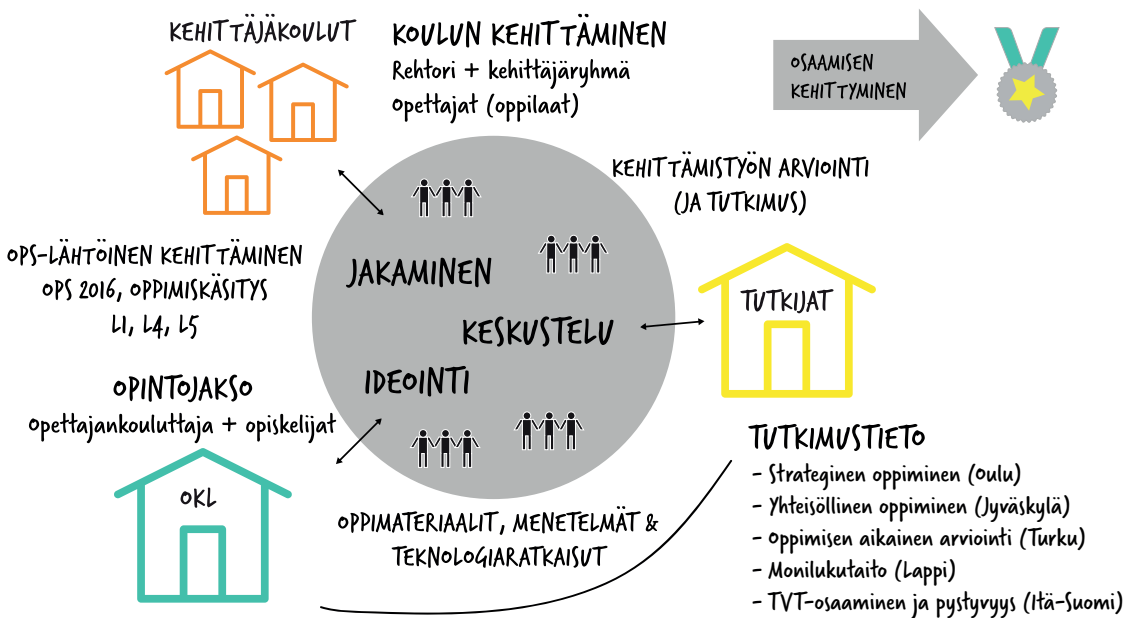 KEHITTÄJÄKOULUT
KOULUN KEHITTÄMINEN
Rehtori + kehittäjäryhmä
Opettajat (oppilaat)
OSAAMISEN
KEHITTYMINEN
KEHITTÄMISTYÖN ARVIOINTI
(JA TUTKIMUS)
OPS-LÄHTÖINEN KEHITTÄMINEN
OPS 2016, OPPIMISKÄSITYS
L1, L4, L5
JAKAMINEN
KESKUSTELU
IDEOINTI
TUTKIJAT
OPINTOJAKSO
Opettajankouluttaja + opiskelijat
OKL
OPPIMATERIAALIT, MENETELMÄT &
TEKNOLOGIARATKAISUT
TUTKIMUSTIETO
- Strateginen oppiminen (Oulu)
- Yhteisöllinen oppiminen (Jyväskylä)
- Oppimisen aikainen arviointi (Turku)
- Monilukutaito (Lappi)
- TVT-osaaminen ja pystyvyys (Itä-Suomi)